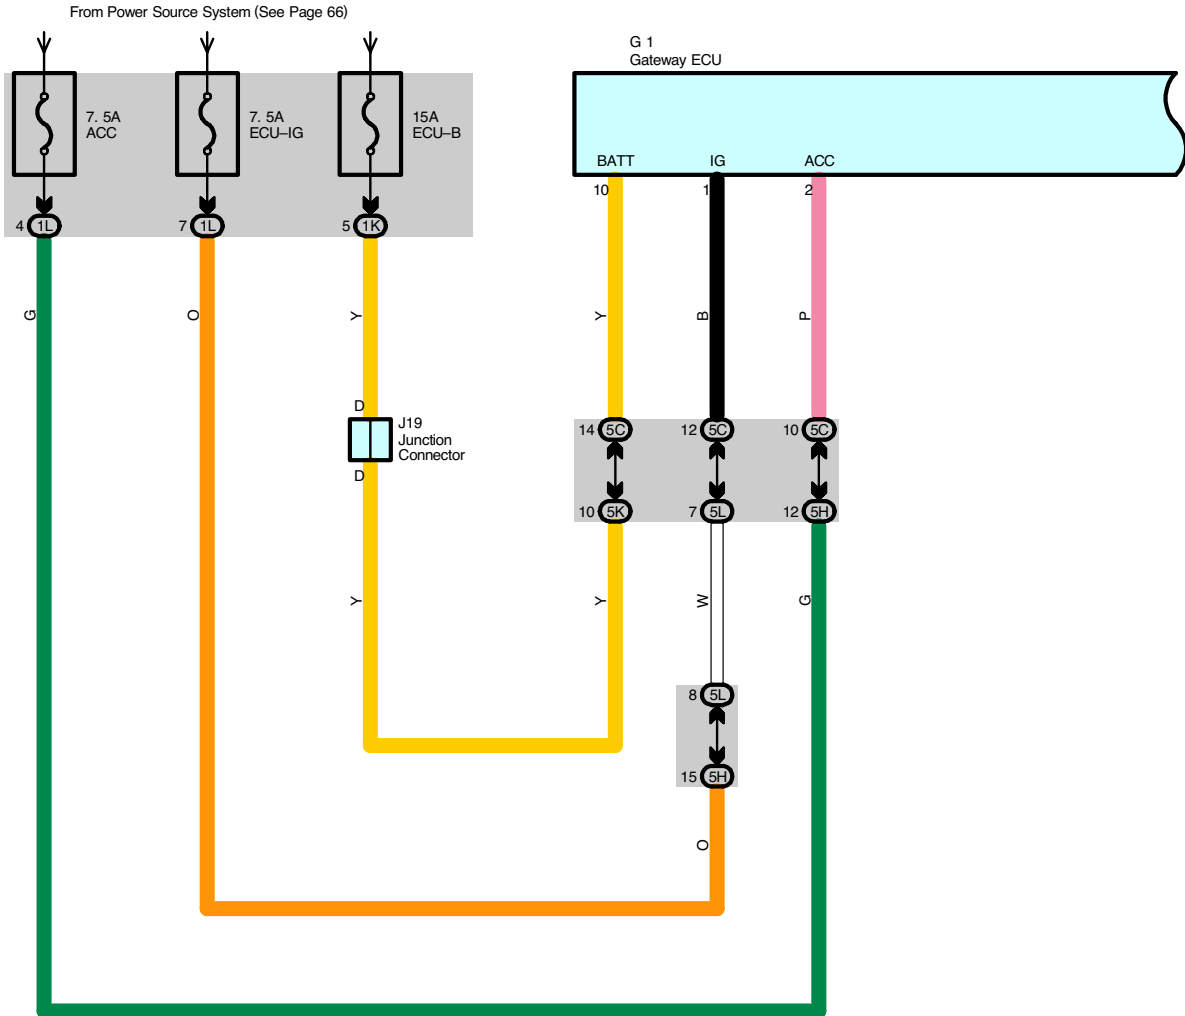 From Power Source System (See Page 66)
G 1
Gateway ECU
7. 5A
ACC
7. 5A
ECU–IG
15A
ECU–B
BATT
IG
ACC
10
1
2
4
1L
7
1L
5
1K
G
O
Y
Y
B
P
D
J19
Junction
Connector
D
14
5C
12
5C
10
5C
10
5K
7
5L
12
5H
Y
Y
W
G
8
5L
15
5H
O